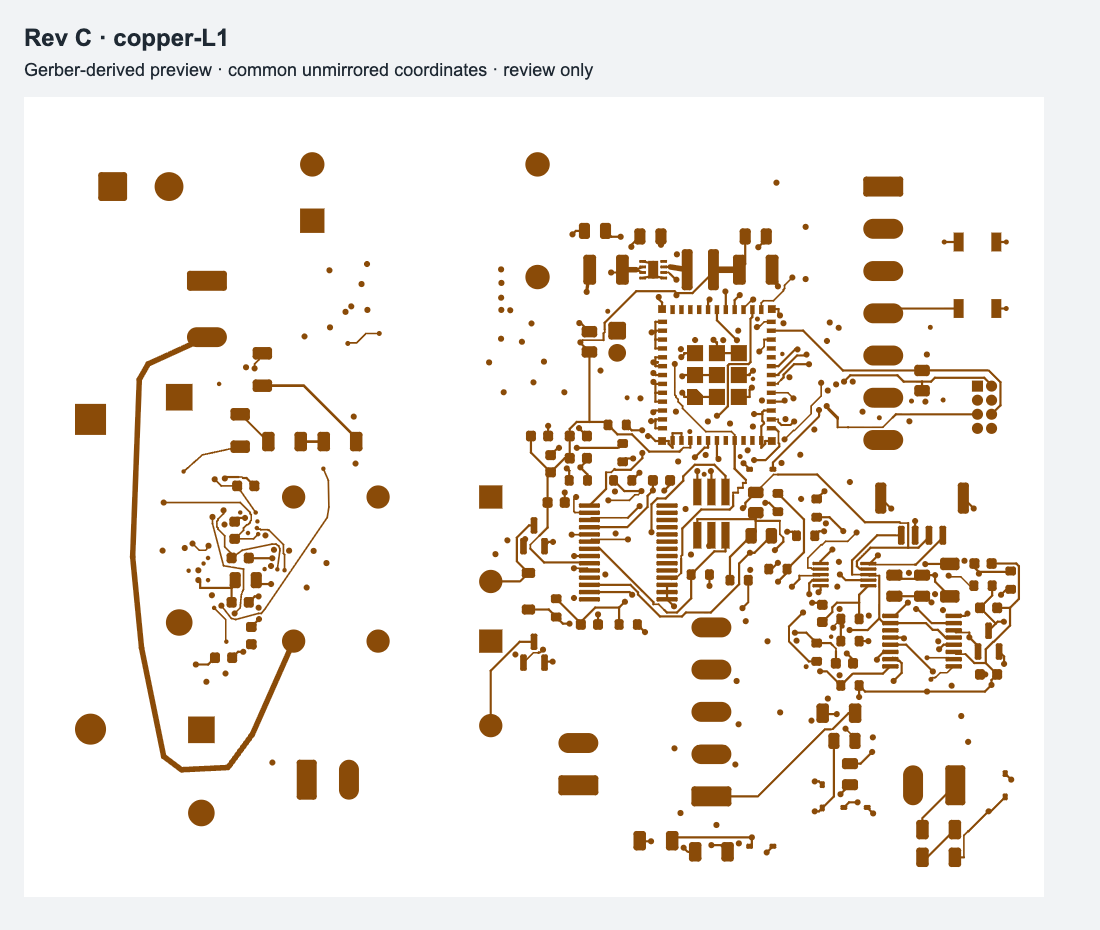 Rev C · copper-L1
Gerber-derived preview · common unmirrored coordinates · review only